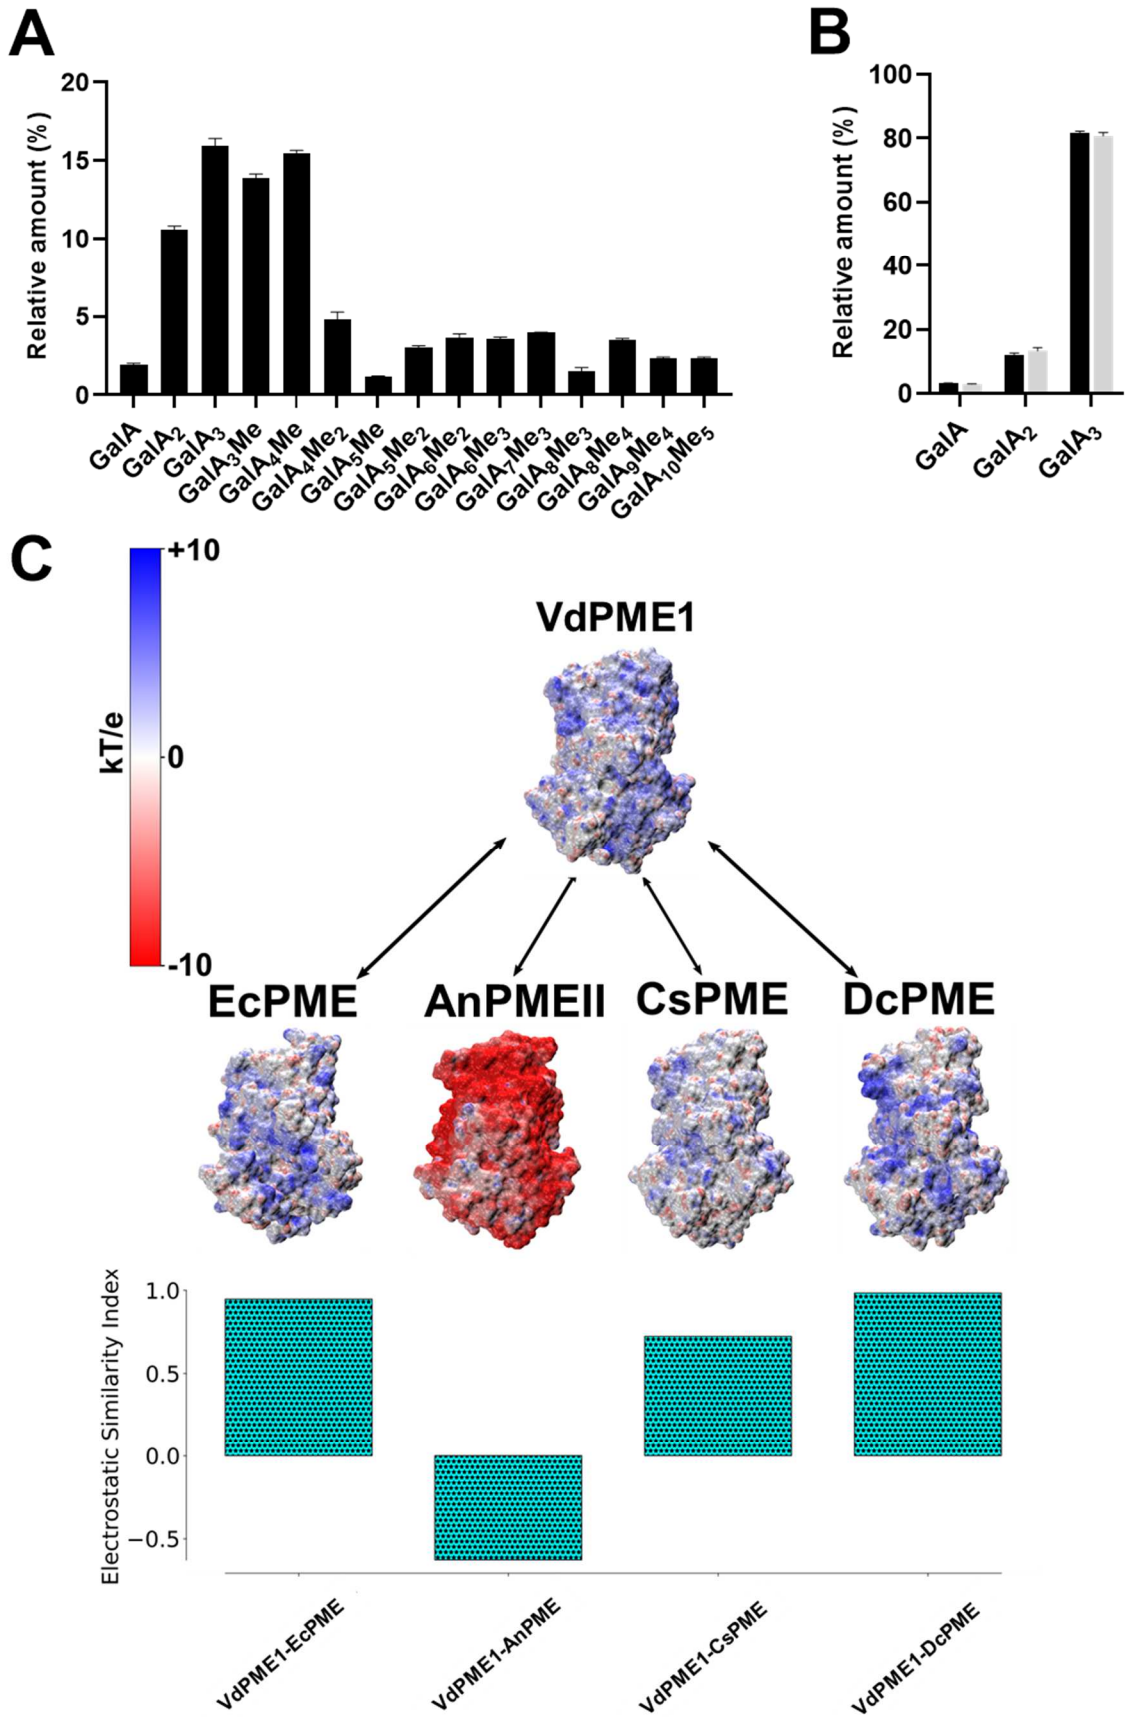 A
B
Relative amount (%)
20
15
10
5
0
GalA
GalA₂
GalA₃
GalA₃Me
GalA₄Me
GalA₄Me₂
GalA₅Me
GalA₅Me₂
GalA₆Me₂
GalA₆Me₃
GalA₇Me₃
GalA₈Me₃
GalA₈Me₄
GalA₉Me₄
GalA₁₀Me₅
Relative amount (%)
100
80
60
40
20
0
GalA
GalA₂
GalA₃
C
+10
kT/e
0
-10
VdPME1
EcPME
AnPMEII
CsPME
DcPME
Electrostatic Similarity Index
1.0
0.5
0.0
−0.5
VdPME1-EcPME
VdPME1-AnPME
VdPME1-CsPME
VdPME1-DcPME